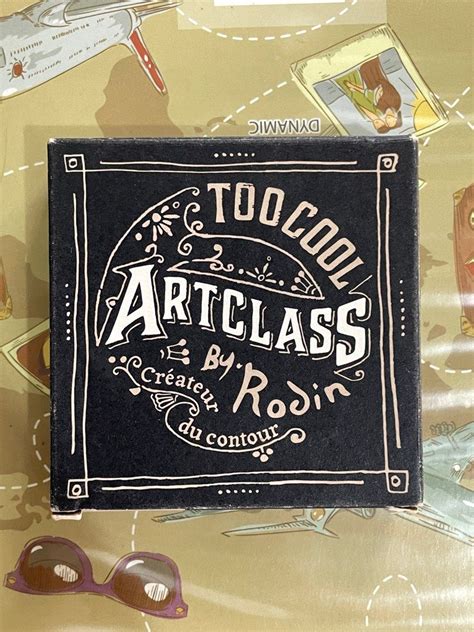 DYNAMIC
TOO COOL
ARTCLASS
By. Rodin
Créateur
du contour